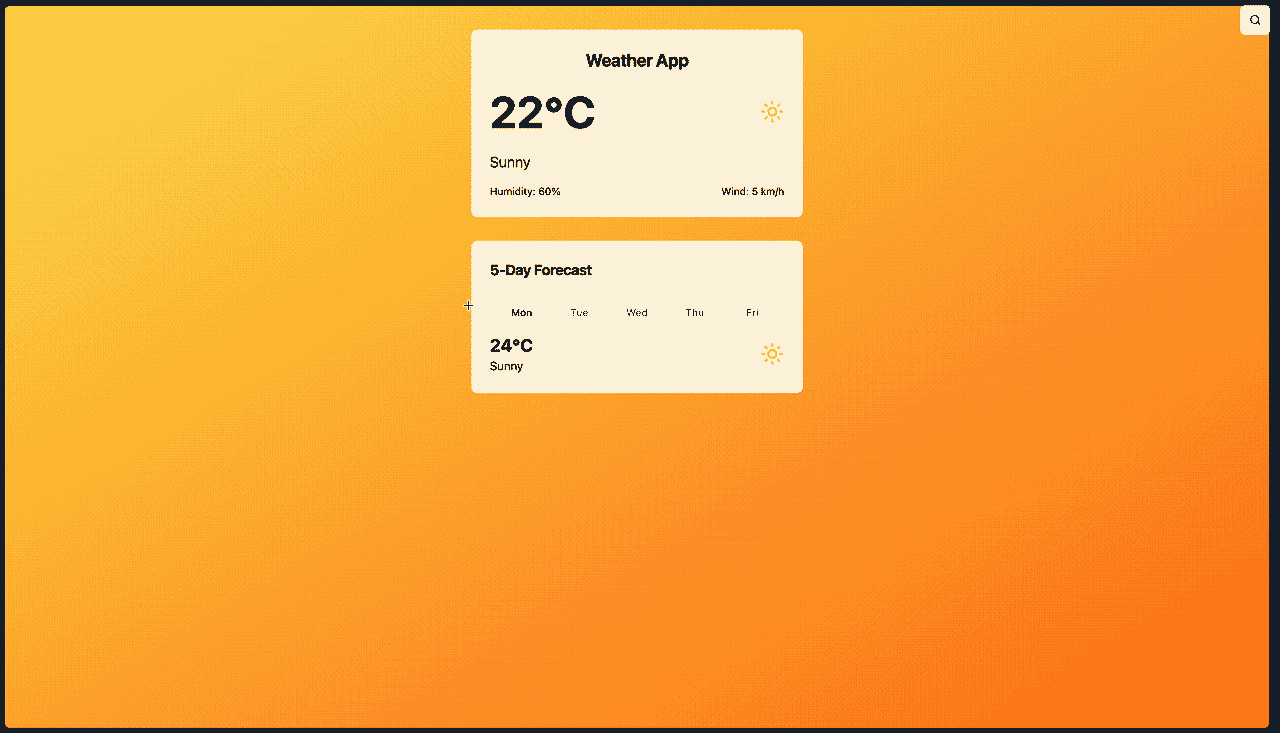 Weather App
22°C
Sunny
Humidity: 60% Wind: 5 km/h
5-Day Forecast
Mon Tue Wed Thu Fri
24°C
Sunny